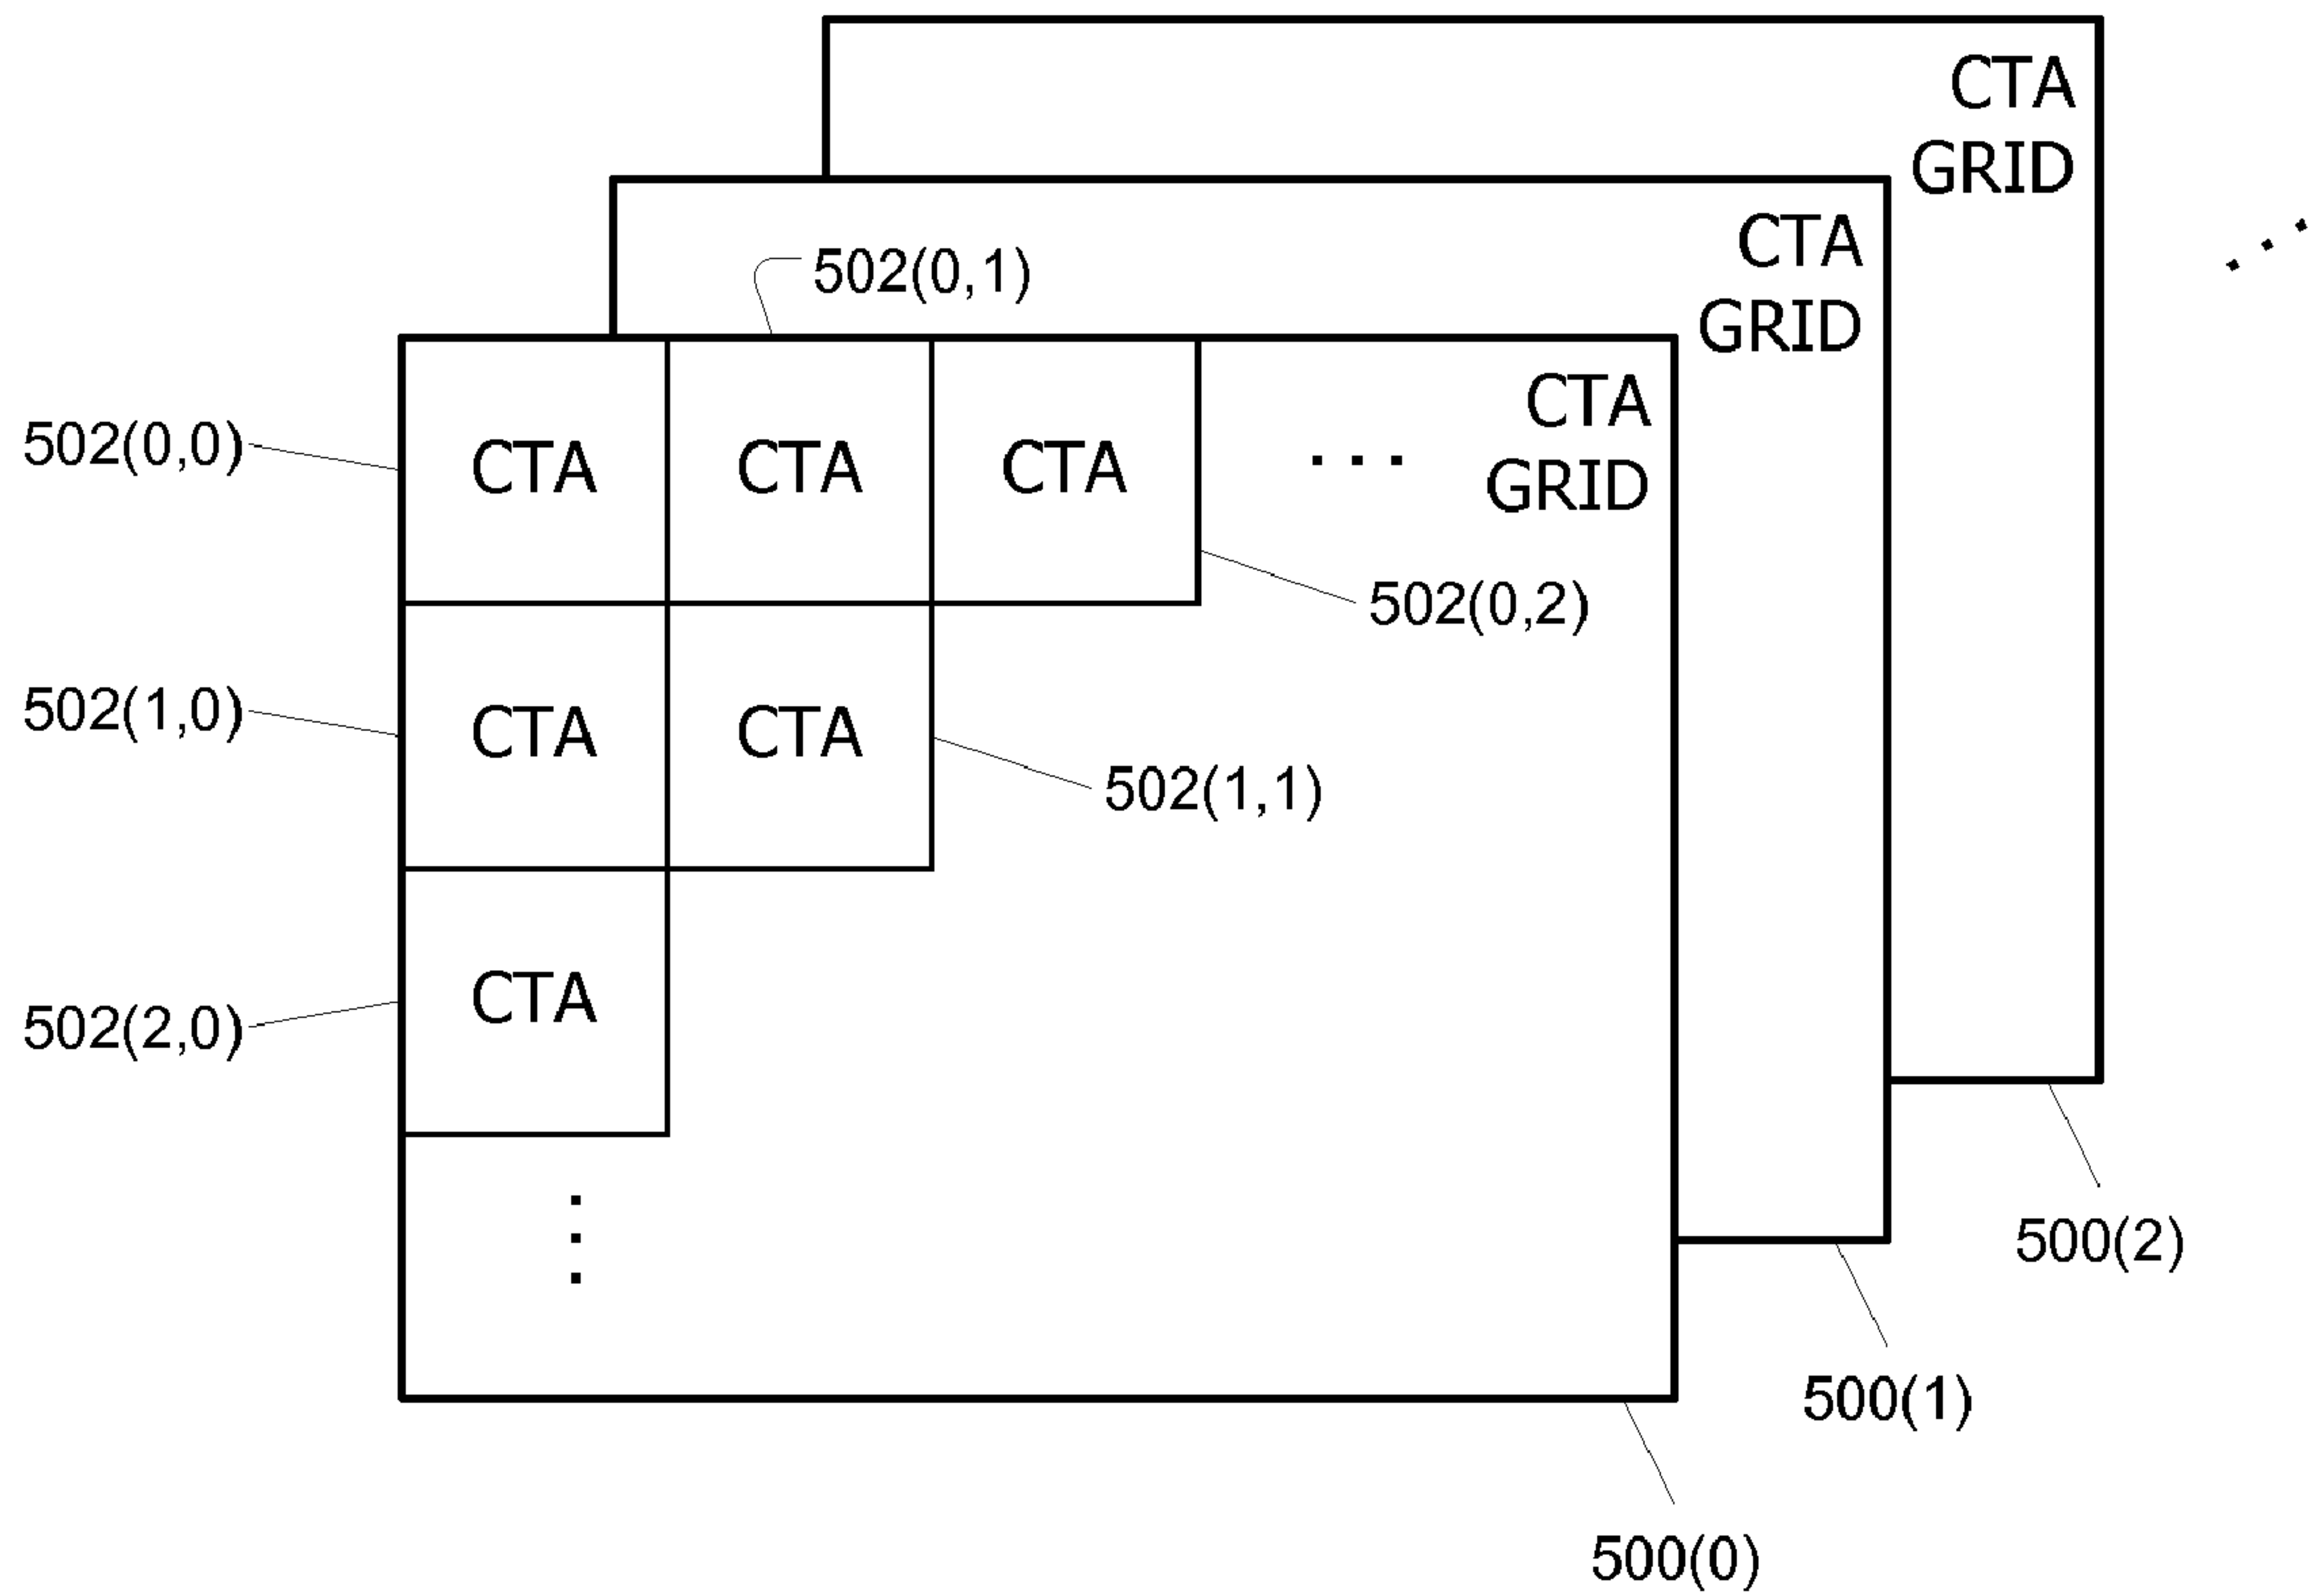 CTA
GRID
CTA
GRID
502(0,1)
CTA
GRID
502(0,0)
CTA
CTA
CTA
...
502(0,2)
502(1,0)
CTA
CTA
502(1,1)
502(2,0)
CTA
500(2)
500(1)
500(0)